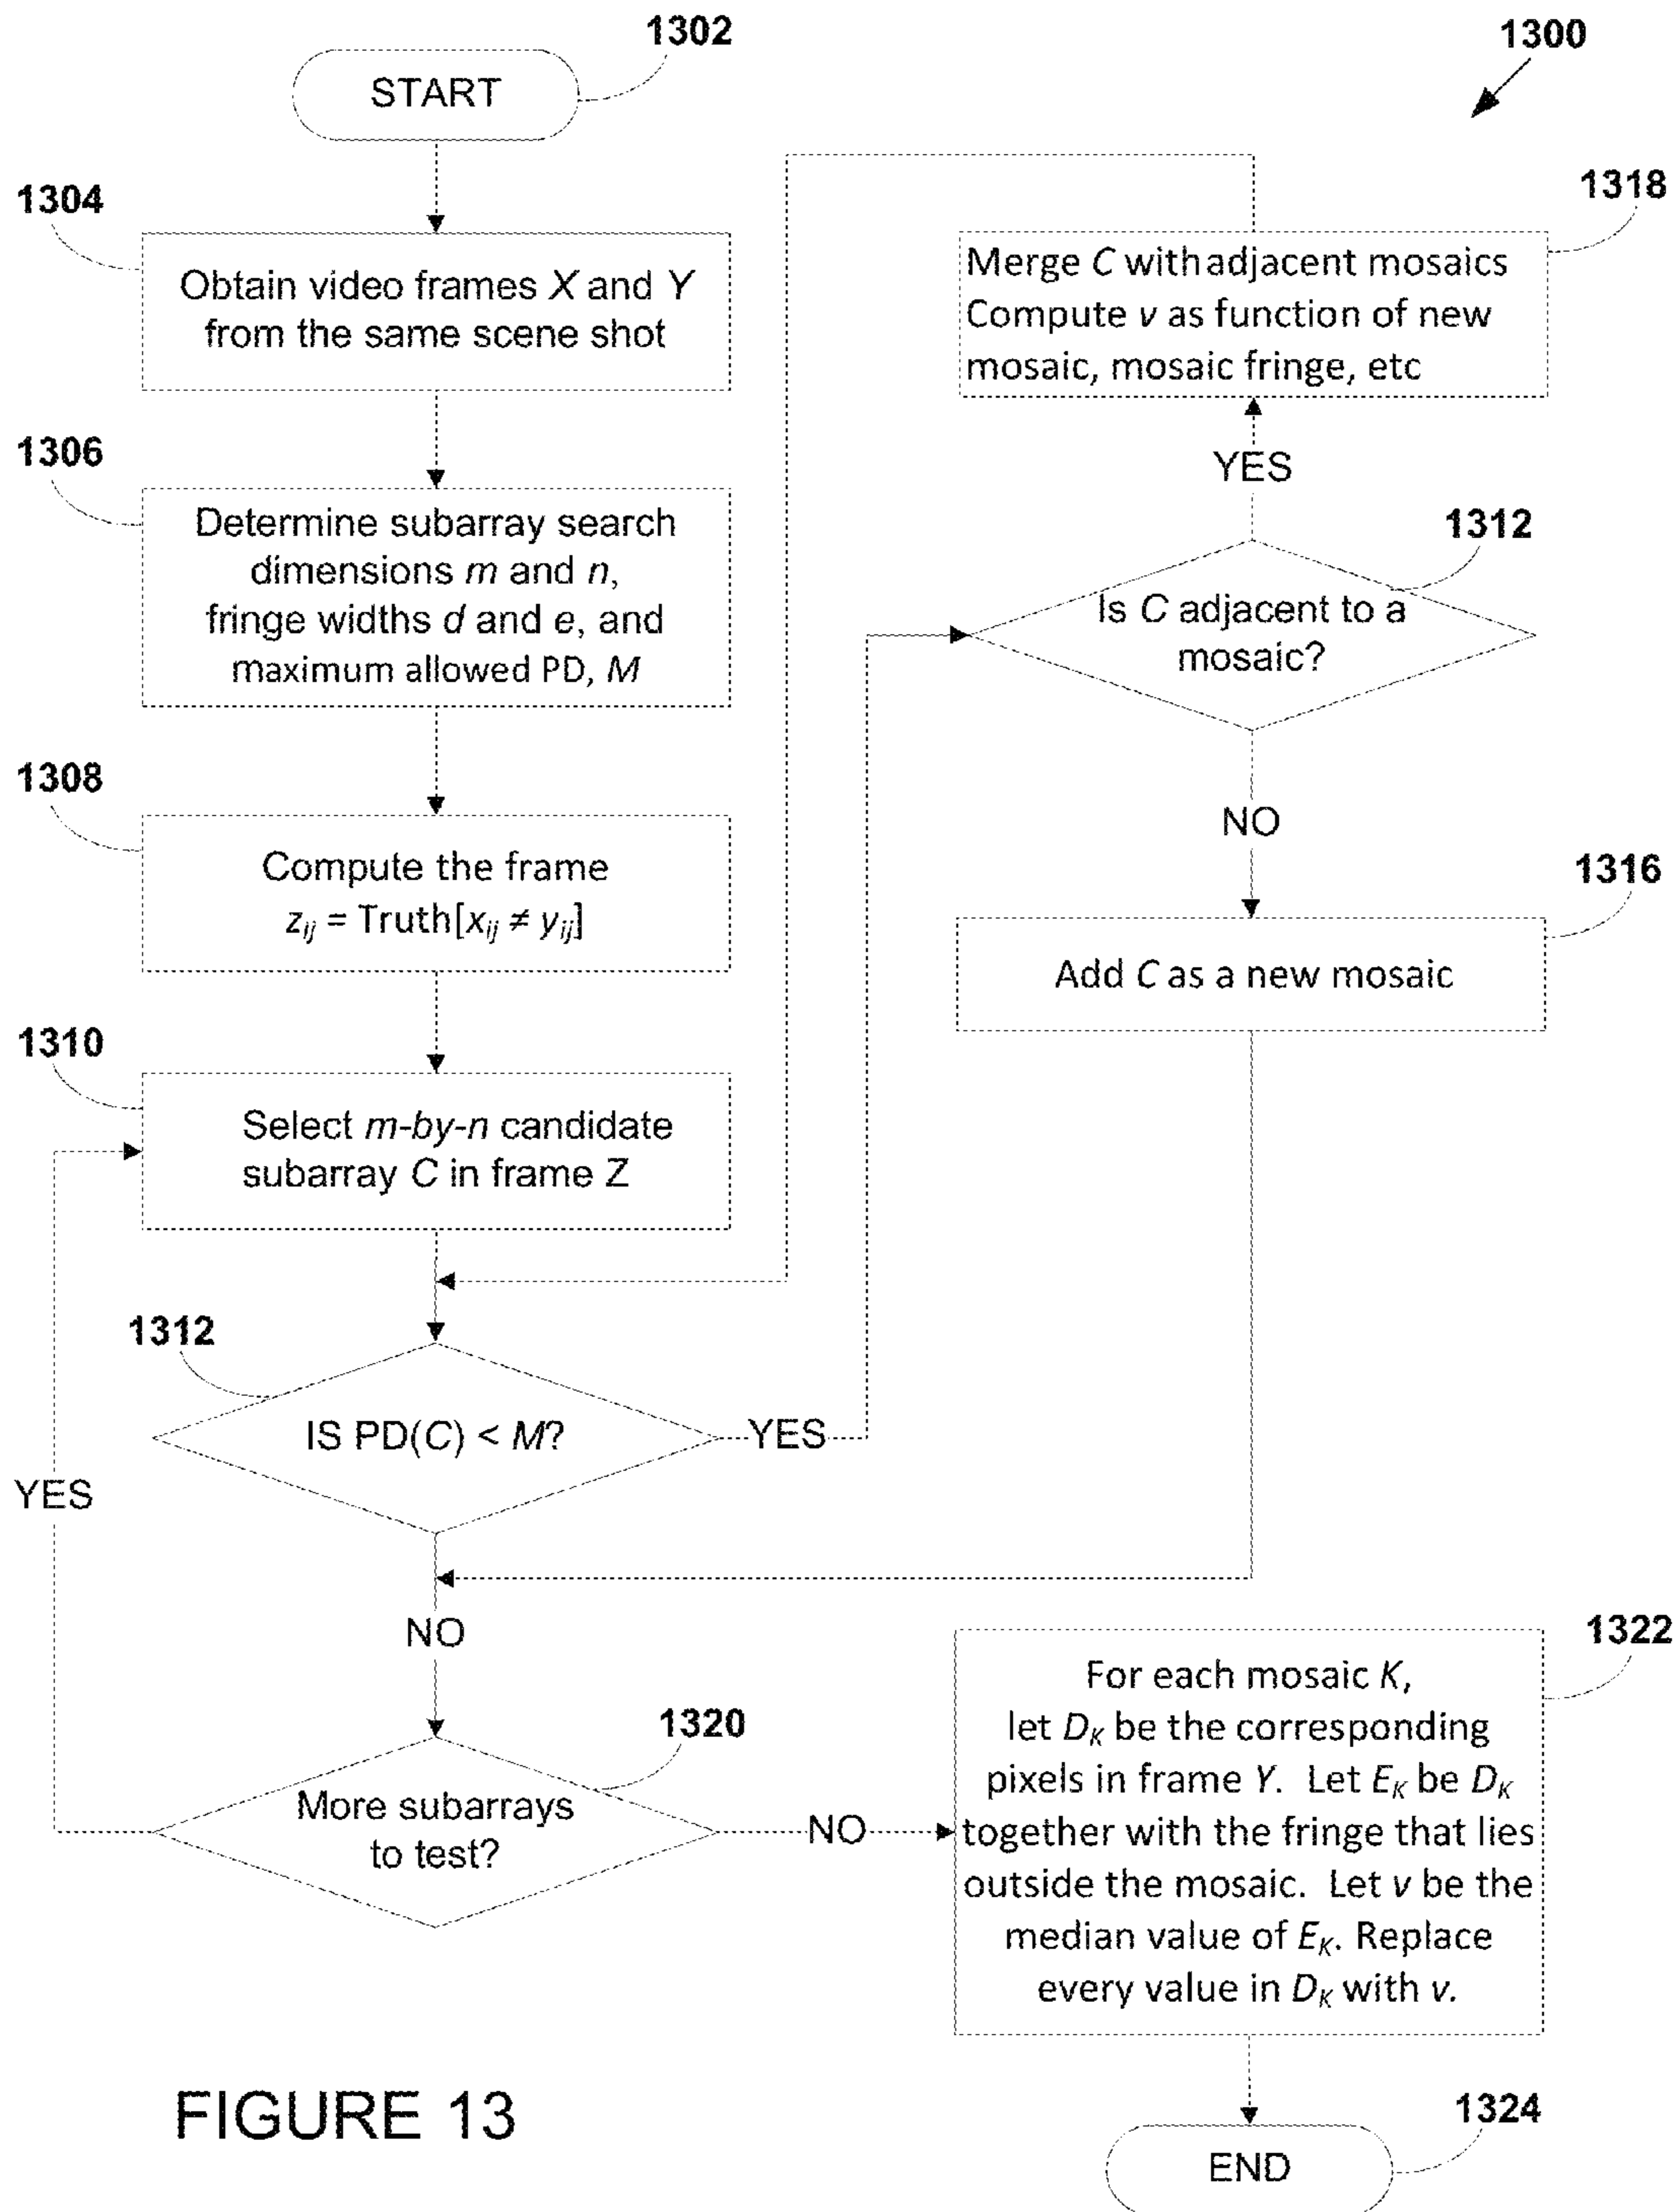 1302
START
1300
1304
Obtain video frames X and Y
from the same scene shot
1318
Merge C withadjacent mosaics
Compute v as function of new
mosaic, mosaic fringe, etc
1306
Determine subarray search
dimensions m and n,
fringe widths d and e, and
maximum allowed PD, M
YES
1312
Is C adjacent to a
mosaic?
1308
Compute the frame
zij = Truth[xij ≠ yij]
NO
1316
Add C as a new mosaic
1310
Select m-by-n candidate
subarray C in frame Z
1312
IS PD(C) < M?
YES
YES
NO
1320
More subarrays
to test?
NO
1322
For each mosaic K,
let DK be the corresponding
pixels in frame Y. Let EK be DK
together with the fringe that lies
outside the mosaic. Let v be the
median value of EK. Replace
every value in DK with v.
FIGURE 13
1324
END